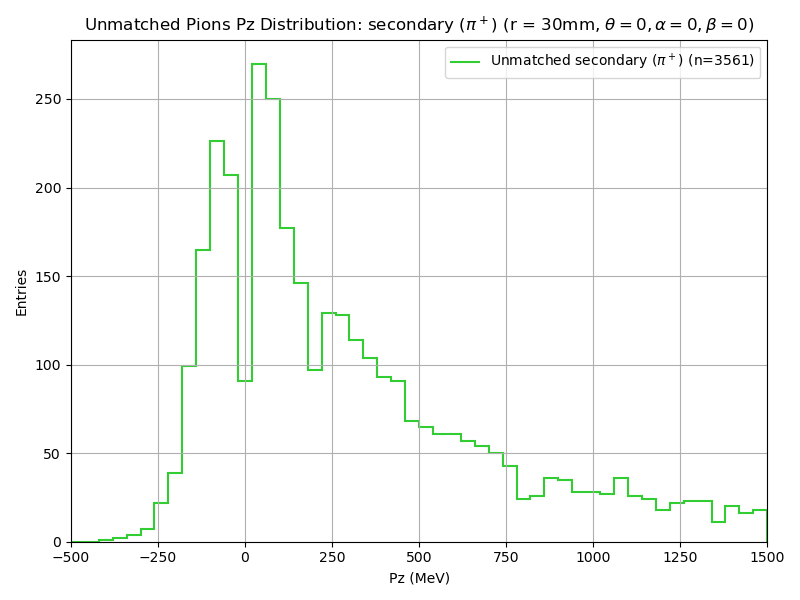 Unmatched Pions Pz Distribution: secondary (π⁺) (r = 30mm, θ = 0, α = 0, β = 0)
Unmatched secondary (π⁺) (n=3561)
Entries
250
200
150
100
50
0
−500 −250 0 250 500 750 1000 1250 1500
Pz (MeV)